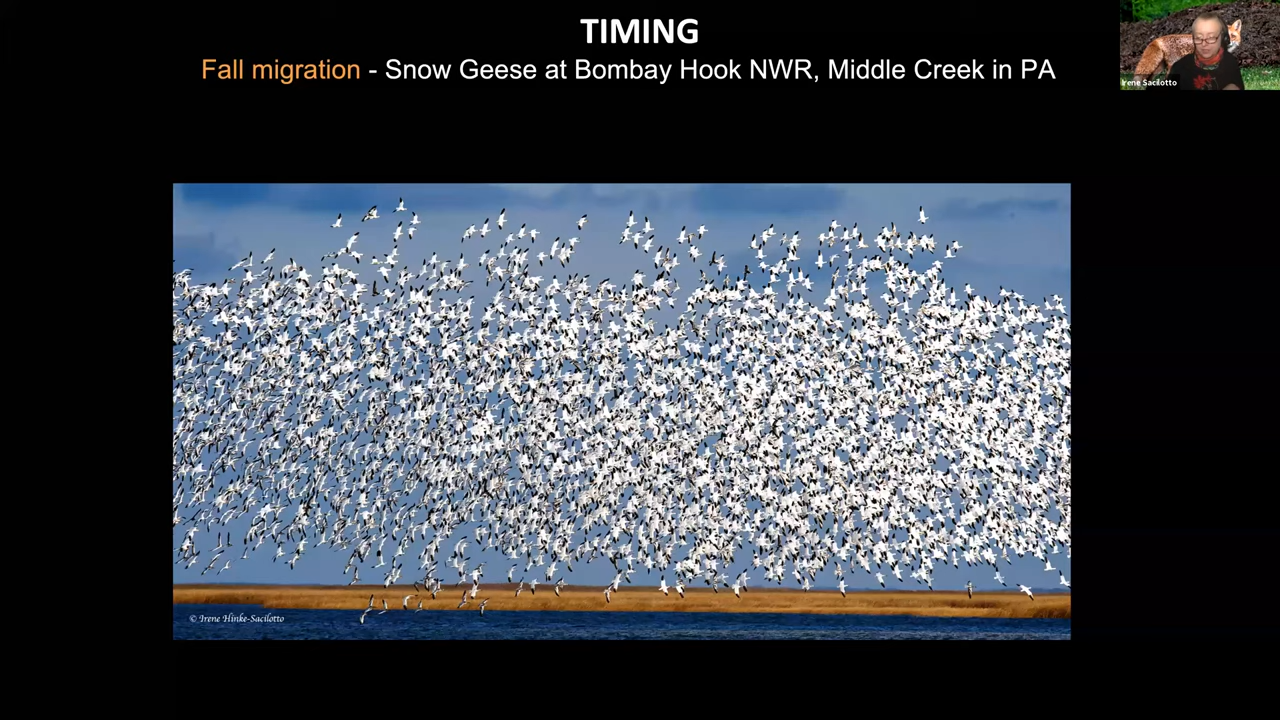 TIMING
Fall migration - Snow Geese at Bombay Hook NWR, Middle Creek in PA
Irene Sacilotto
© Irene Hinke-Sacilotto